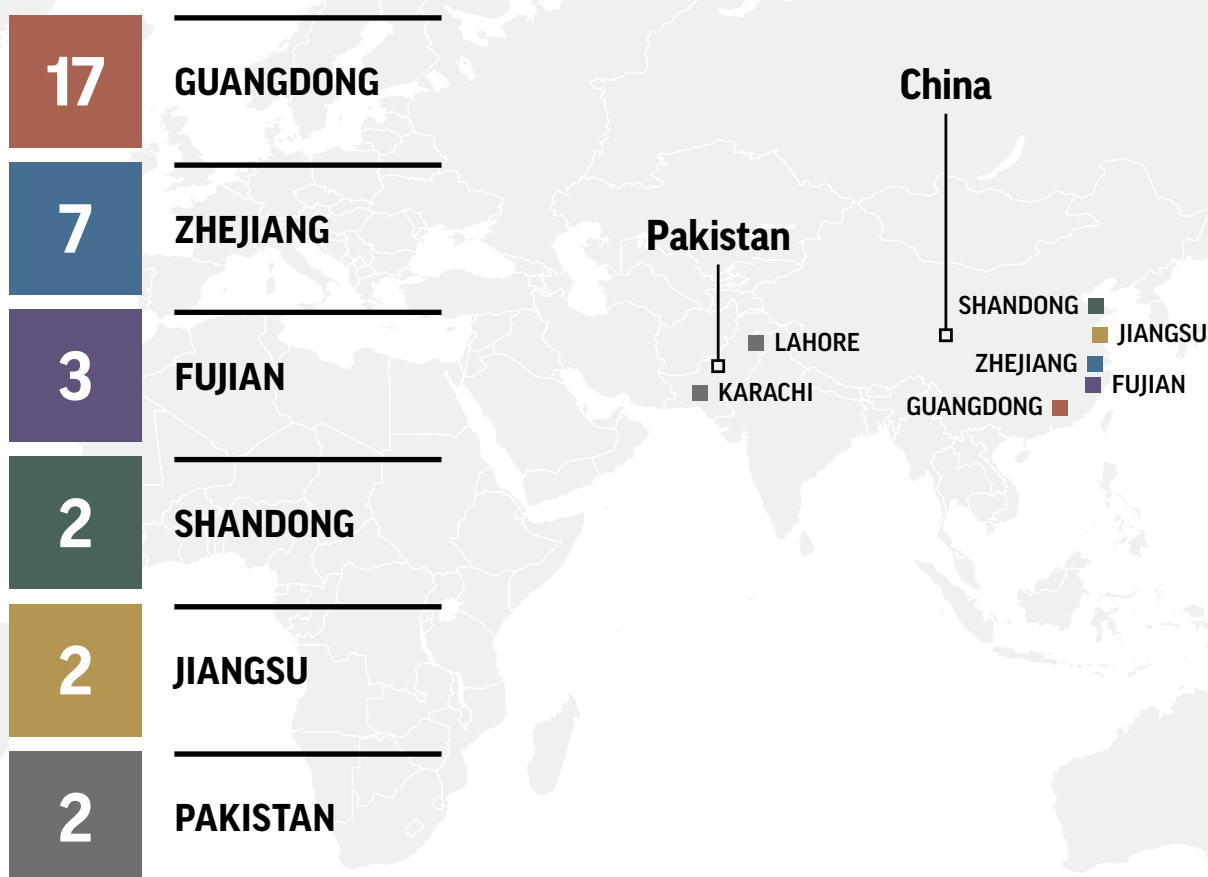 17
GUANGDONG
7
ZHEJIANG
3
FUJIAN
2
SHANDONG
2
JIANGSU
2
PAKISTAN
China
Pakistan
SHANDONG
JIANGSU
LAHORE
ZHEJIANG
FUJIAN
KARACHI
GUANGDONG